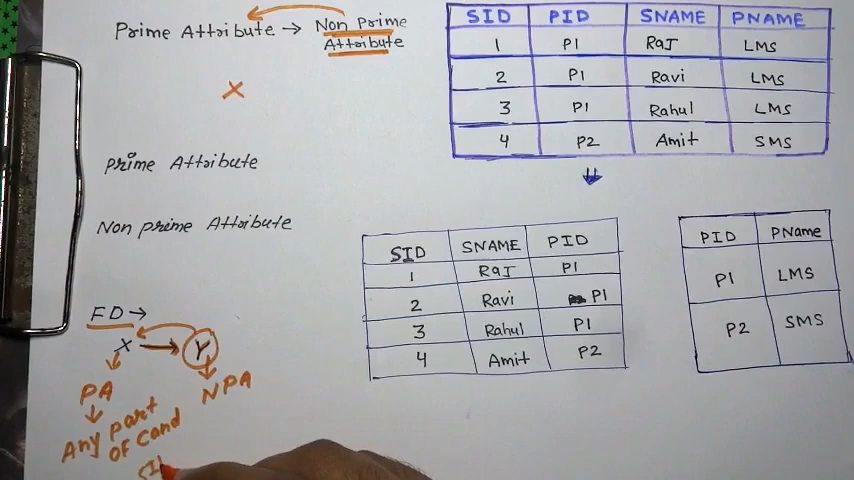 Prime Attribute → Non Prime
Attribute
×
prime Attribute
Non prime Attribute
FD →
X → Y
PA
NPA
Any part
OF Cand
SID PID SNAME PNAME
1 P1 RaJ LMS
2 P1 Ravi LMS
3 P1 Rahul LMS
4 P2 Amit SMS
SID SNAME PID
1 RaJ P1
2 Ravi P1
3 Rahul P1
4 Amit P2
PID PName
P1 LMS
P2 SMS